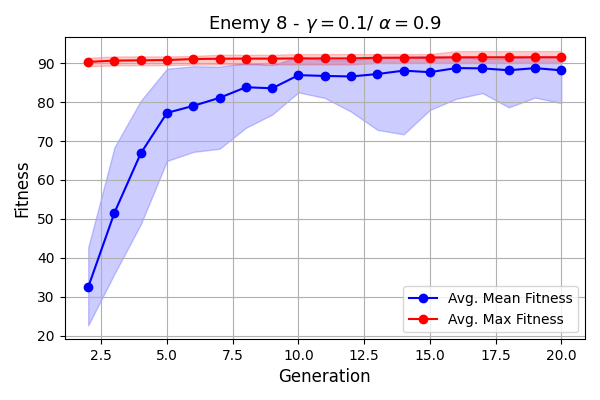 Enemy 8 - γ = 0.1/ α = 0.9
Fitness
90
80
70
60
50
40
30
20
2.5 5.0 7.5 10.0 12.5 15.0 17.5 20.0
Generation
Avg. Mean Fitness
Avg. Max Fitness